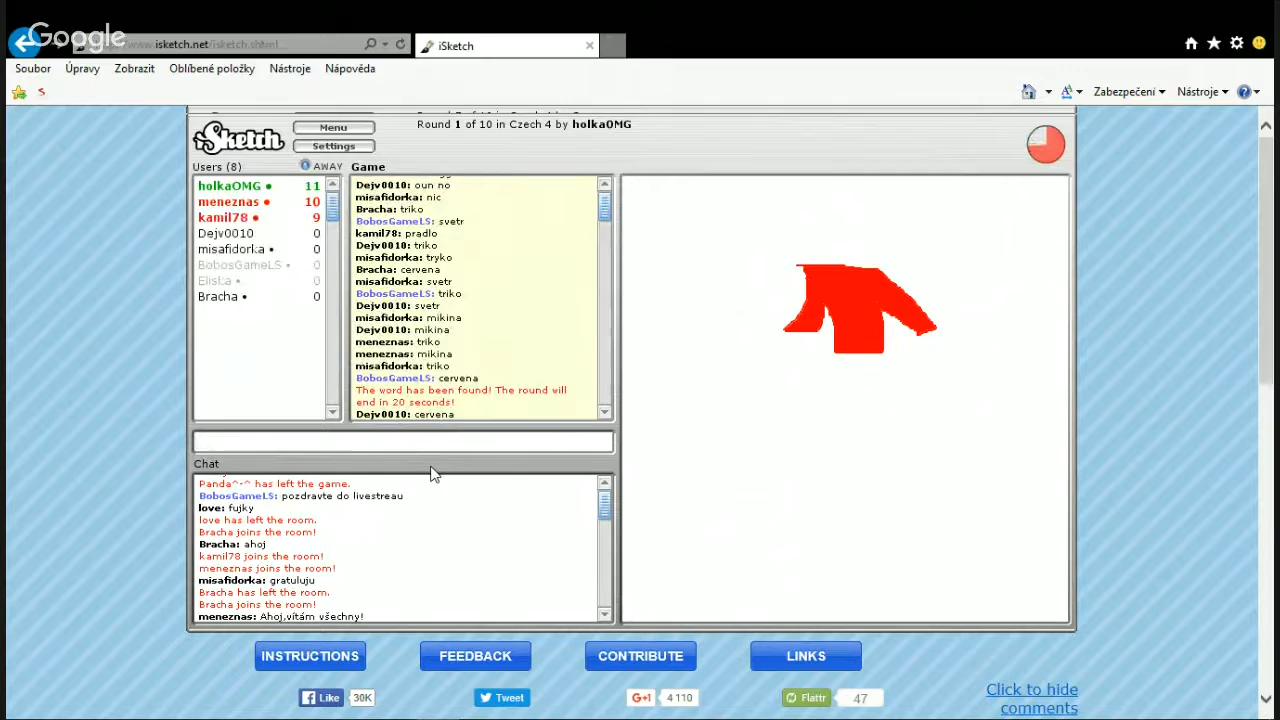 Google
www.isketch.net/isketch.shtml...
iSketch
Soubor Úpravy Zobrazit Oblíbené položky Nástroje Nápověda
S
Zabezpečení Nástroje
iSketch
Menu
Settings
Round 1 of 10 in Czech 4 by holkaOMG
Users (8) AWAY
holkaOMG 11
meneznas 10
kamil78 9
Dejv0010 0
misafidorka 0
BobosGameLS 0
Eliska 0
Bracha 0
Game
Dejv0010: oun no
misafidorka: nic
Bracha: triko
BobosGameLS: svetr
kamil78: pradlo
Dejv0010: triko
misafidorka: tryko
Bracha: cervena
misafidorka: svetr
BobosGameLS: triko
Dejv0010: svetr
misafidorka: mikina
Dejv0010: mikina
meneznas: triko
meneznas: mikina
misafidorka: triko
BobosGameLS: cervena
The word has been found! The round will
end in 20 seconds!
Dejv0010: cervena
Chat
Panda^-^ has left the game.
BobosGameLS: pozdravte do livestreau
love: fujky
love has left the room.
Bracha joins the room!
Bracha: ahoj
kamil78 joins the room!
meneznas joins the room!
misafidorka: gratuluju
Bracha has left the room.
Bracha joins the room!
meneznas: Ahoj,vítám všechny!
INSTRUCTIONS FEEDBACK CONTRIBUTE LINKS
Like 30K Tweet G+1 4 110 Flattr 47
Click to hide
comments